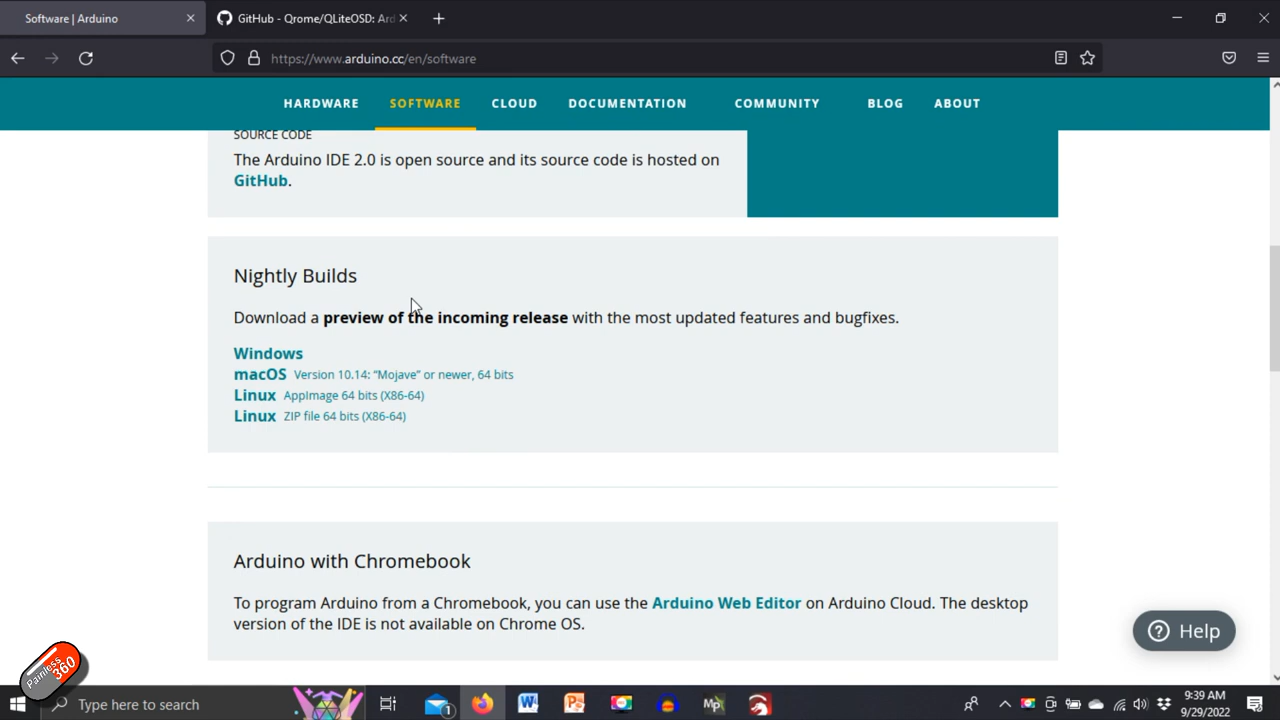 Software | Arduino
GitHub - Qrome/QLiteOSD: Ard
https://www.arduino.cc/en/software
HARDWARE SOFTWARE CLOUD DOCUMENTATION COMMUNITY BLOG ABOUT
SOURCE CODE
The Arduino IDE 2.0 is open source and its source code is hosted on
GitHub.
Nightly Builds
Download a preview of the incoming release with the most updated features and bugfixes.
Windows
macOS Version 10.14: “Mojave” or newer, 64 bits
Linux AppImage 64 bits (X86-64)
Linux ZIP file 64 bits (X86-64)
Arduino with Chromebook
To program Arduino from a Chromebook, you can use the Arduino Web Editor on Arduino Cloud. The desktop
version of the IDE is not available on Chrome OS.
Help
Painless
360
Type here to search
1
W
P
Mp
9:39 AM
9/29/2022